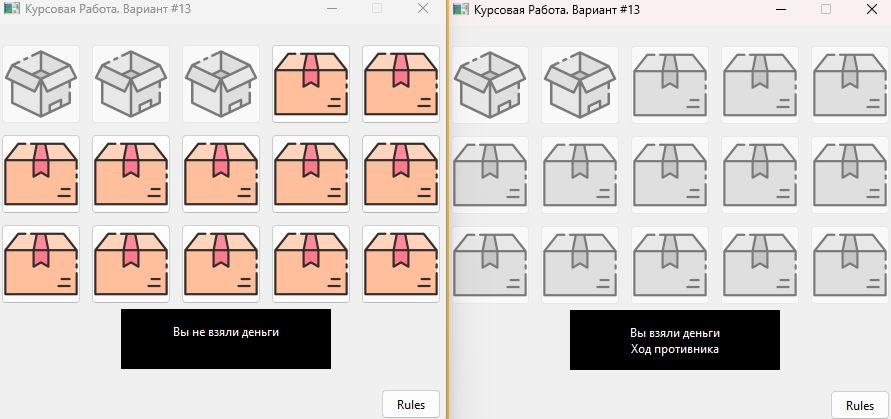 Курсовая Работа. Вариант #13
Вы не взяли деньги
Rules
Курсовая Работа. Вариант #13
Вы взяли деньги
Ход противника
Rules